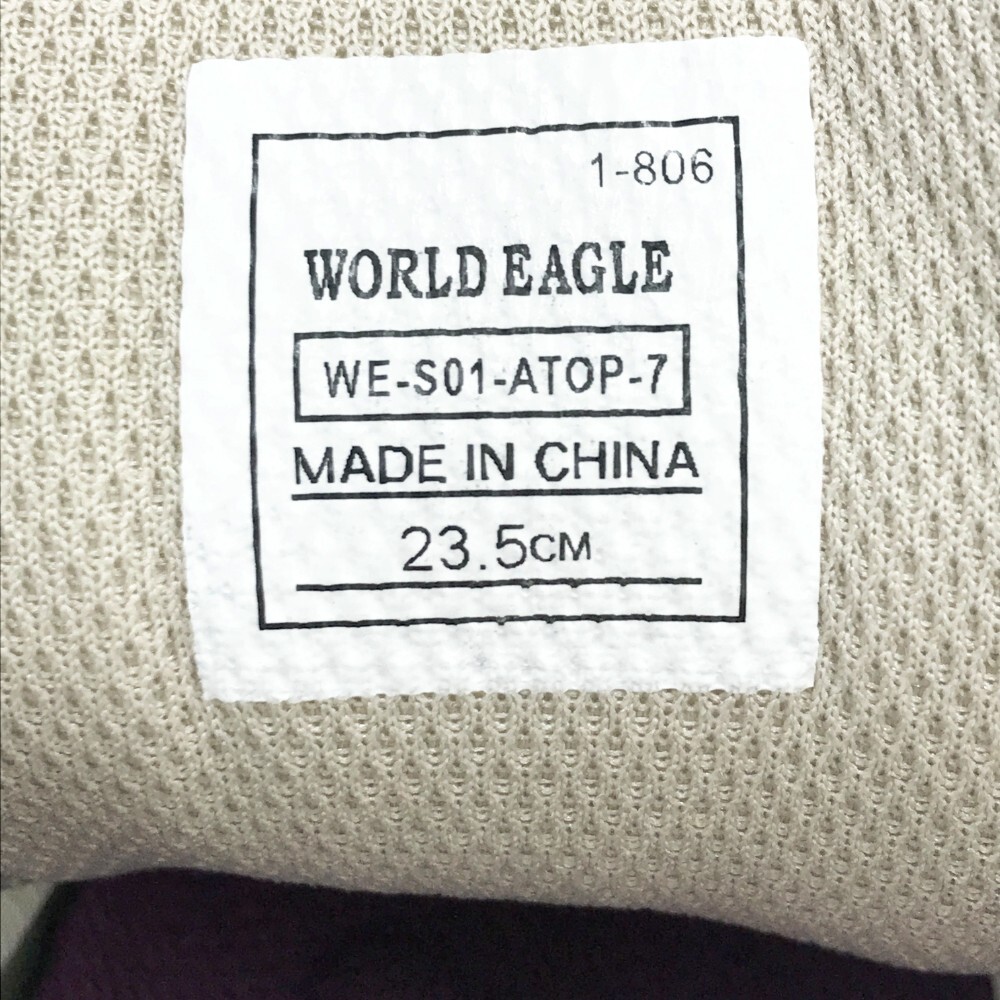 1-806
WORLD EAGLE
WE-S01-ATOP-7
MADE IN CHINA
23.5CM